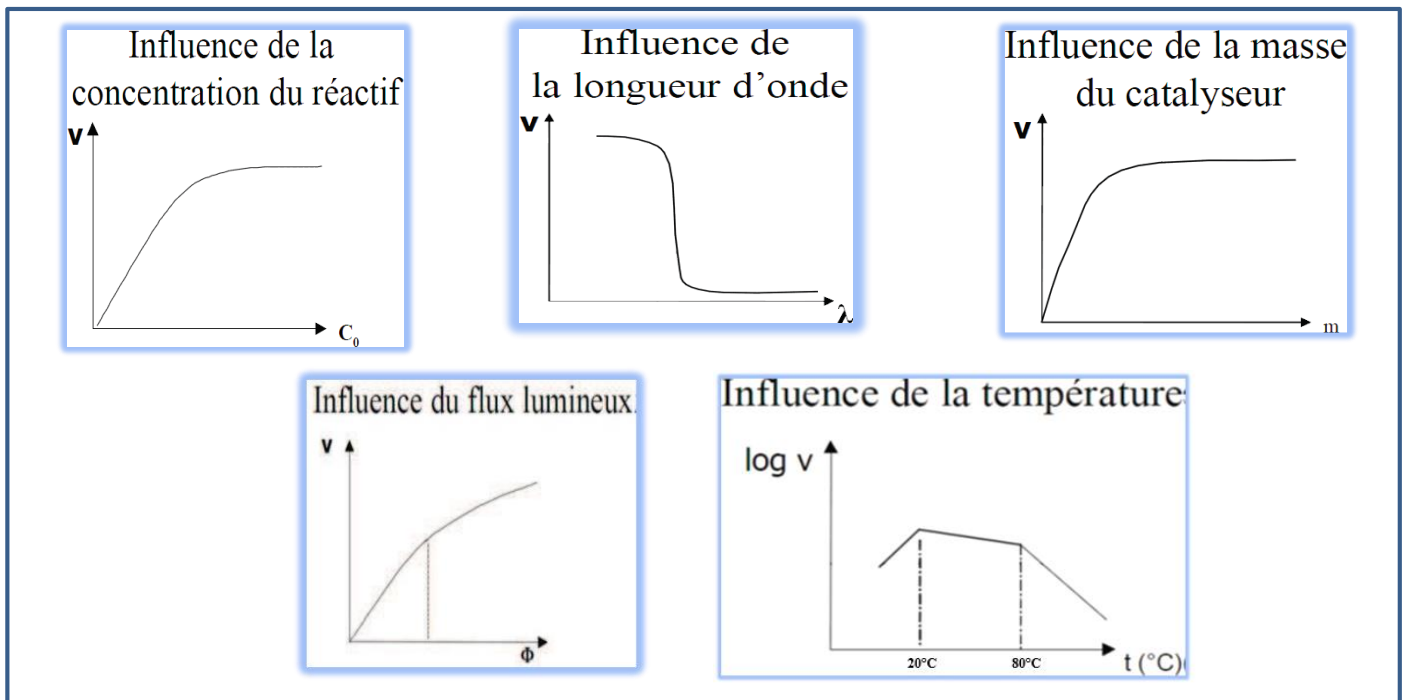 Influence de la
concentration du réactif
V
C₀
Influence de
la longueur d’onde
V
λ
Influence de la masse
du catalyseur
V
m
Influence du flux lumineux
V
Φ
Influence de la température
log v
20°C
80°C
t (°C)